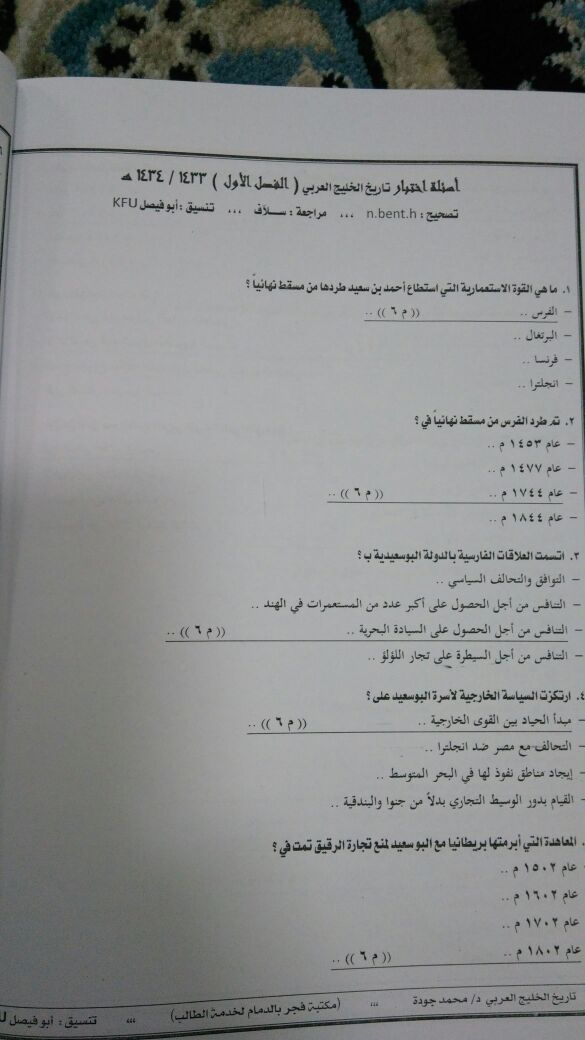 أسئلة اختبار تاريخ الخليج العربي ( الفصل الأول ) ١٤٣٣ / ١٤٣٤ هـ
تصحيح : n.bent.h ،،، مراجعة : سـلاّف ،،، تنسيق : أبو فيصل KFU
١. ما هي القوة الاستعمارية التي استطاع أحمد بن سعيد طردها من مسقط نهائياً ؟
– الفرس .. (( م ٦ )) ..
– البرتغال ..
– فرنسا ..
– انجلترا ..
٢. تم طرد الفرس من مسقط نهائياً في ؟
– عام ١٤٥٣ م ..
– عام ١٤٧٧ م ..
– عام ١٧٤٤ م .. (( م ٦ )) ..
– عام ١٨٤٤ م ..
٣. اتسمت العلاقات الفارسية بالدولة البوسعيدية ب ؟
– التوافق والتحالف السياسي ..
– التنافس من أجل الحصول على أكبر عدد من المستعمرات في الهند ..
– التنافس من أجل الحصول على السيادة البحرية .. (( م ٦ )) ..
– التنافس من أجل السيطرة على تجار اللؤلؤ ..
٤. ارتكزت السياسة الخارجية لأسرة البوسعيد على ؟
– مبدأ الحياد بين القوى الخارجية .. (( م ٦ )) ..
– التحالف مع مصر ضد انجلترا ..
– إيجاد مناطق نفوذ لها في البحر المتوسط ..
– القيام بدور الوسيط التجاري بدلاً من جنوا والبندقية ..
. المعاهدة التي أبرمتها بريطانيا مع البوسعيد لمنع تجارة الرقيق تمت في ؟
عام ١٥٠٢ م ..
عام ١٦٠٢ م ..
عام ١٧٠٢ م ..
عام ١٨٠٢ م .. (( م ٦ )) ..
تاريخ الخليج العربي د/ محمد جودة ،،، (مكتبة فجر بالدمام لخدمة الطالب) ،،، تنسيق : أبو فيصل